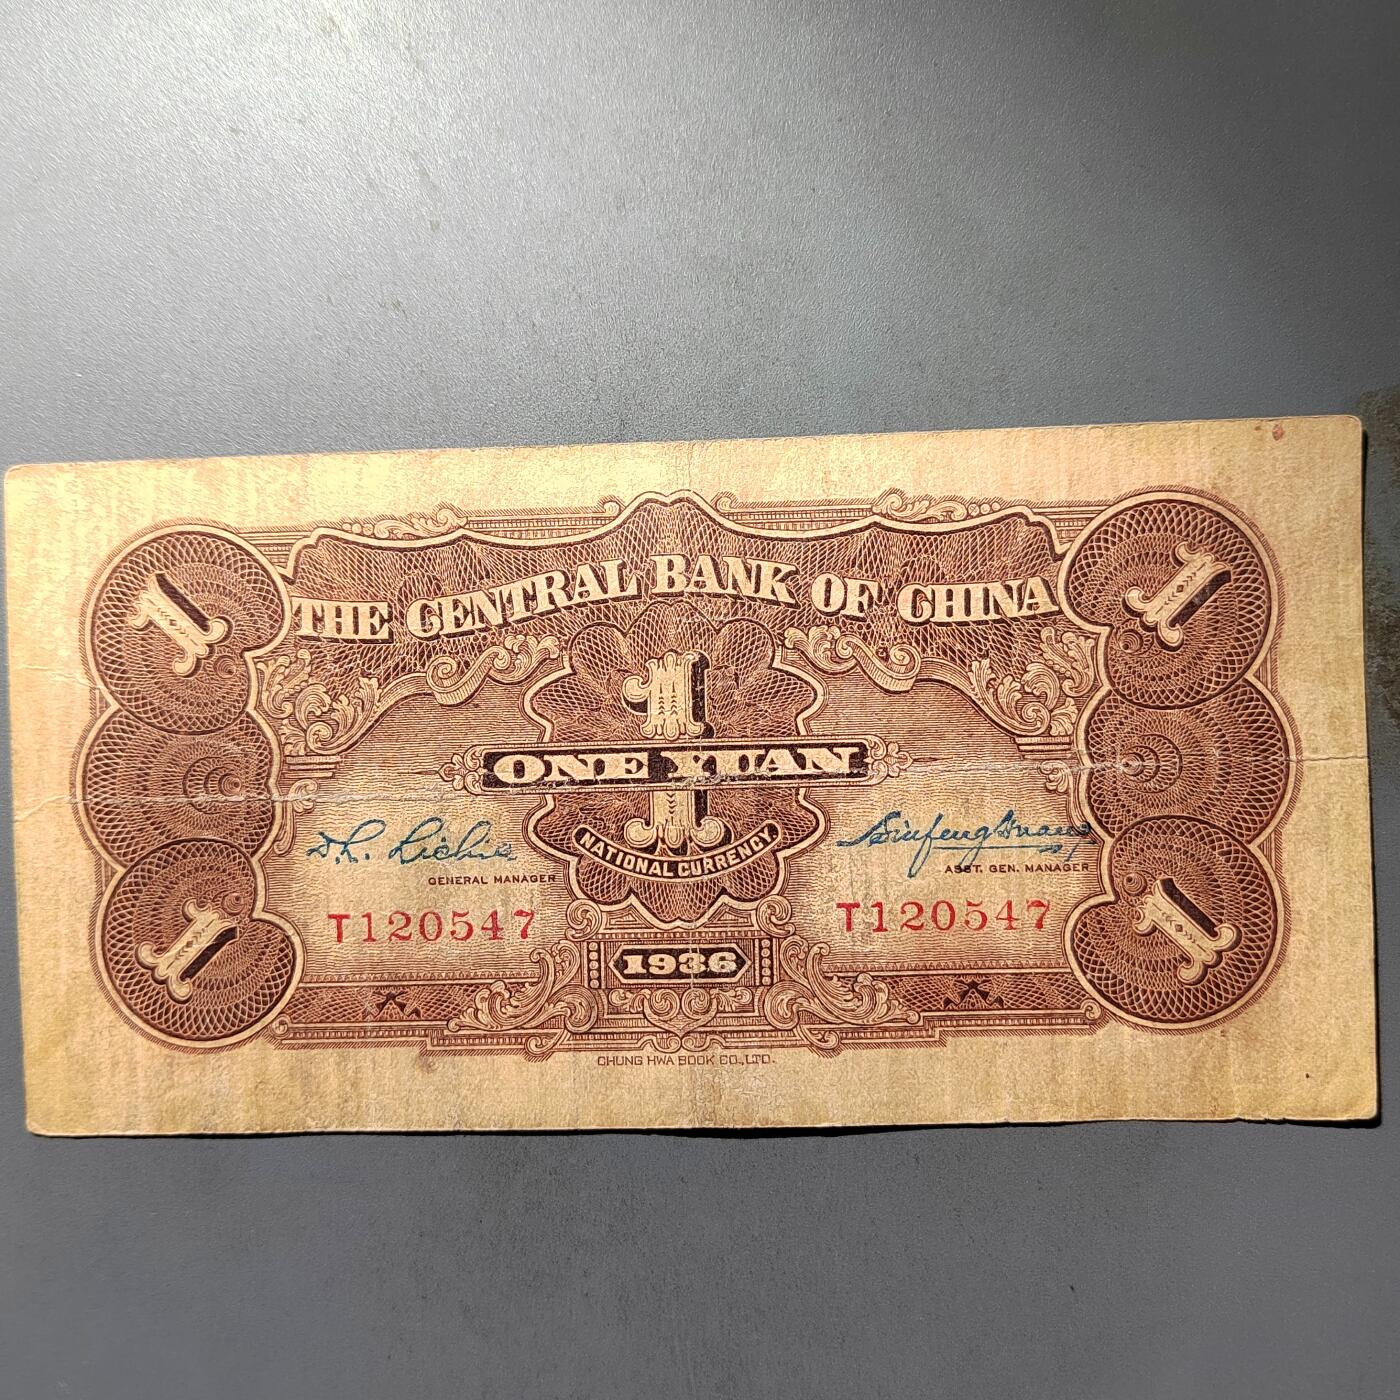 THE CENTRAL BANK OF CHINA
1 1
1
ONE YUAN
NATIONAL CURRENCY
GENERAL MANAGER
ASST. GEN. MANAGER
T120547 T120547
1 1
1936
CHUNG HWA BOOK CO.,LTD.